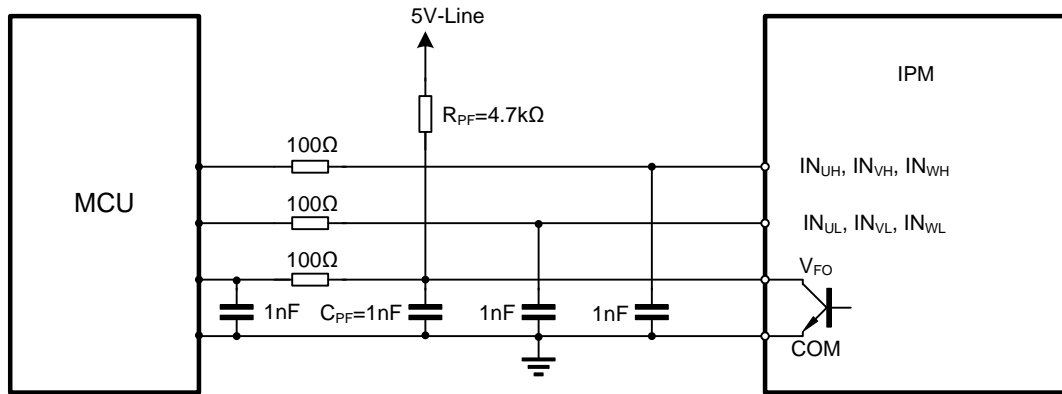 5V-Line
IPM
R_PF=4.7kΩ
100Ω
IN_UH, IN_VH, IN_WH
MCU
100Ω
IN_UL, IN_VL, IN_WL
100Ω
V_FO
1nF
C_PF=1nF
1nF
1nF
COM